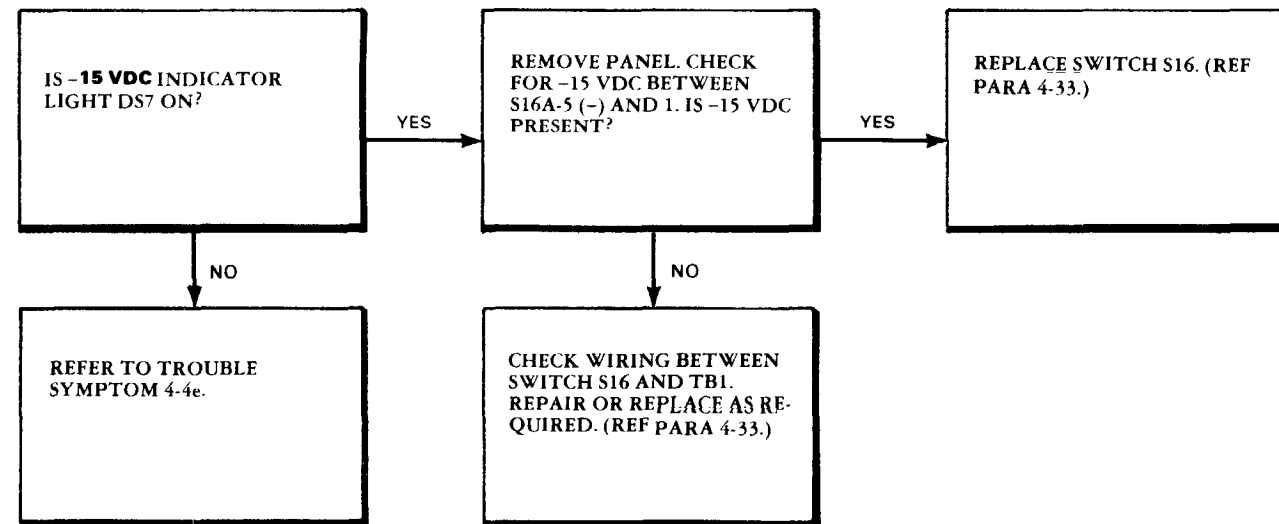 IS -15 VDC INDICATOR
LIGHT DS7 ON?
YES
REMOVE PANEL. CHECK
FOR -15 VDC BETWEEN
S16A-5 (-) AND 1. IS -15 VDC
PRESENT?
YES
REPLACE SWITCH S16. (REF
PARA 4-33.)
NO
REFER TO TROUBLE
SYMPTOM 4-4e.
NO
CHECK WIRING BETWEEN
SWITCH S16 AND TB1.
REPAIR OR REPLACE AS RE-
QUIRED. (REF PARA 4-33.)